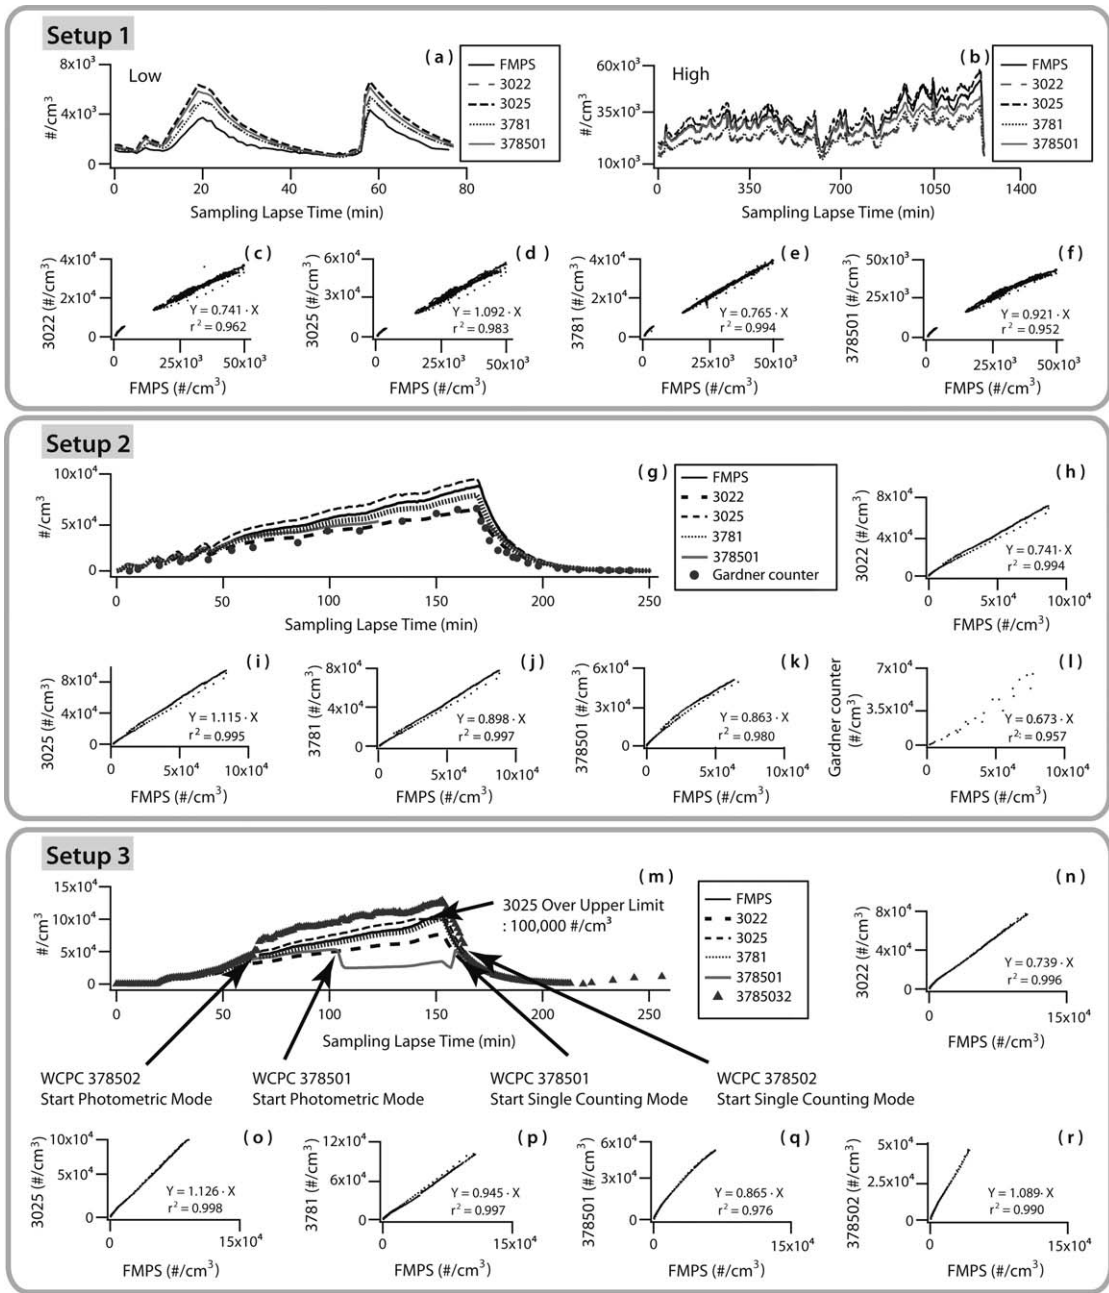 Setup 1
(a)
Low
#/cm³
8x10³
4x10³
0
0 20 40 60 80
Sampling Lapse Time (min)
FMPS
3022
3025
3781
378501
(b)
High
#/cm³
60x10³
35x10³
10x10³
0 350 700 1050 1400
Sampling Lapse Time (min)
FMPS
3022
3025
3781
378501
(c)
3022 (#/cm³)
4x10⁴
2x10⁴
0
Y = 0.741 · X
r² = 0.962
0 25x10³ 50x10³
FMPS (#/cm³)
(d)
3025 (#/cm³)
6x10⁴
3x10⁴
0
Y = 1.092 · X
r² = 0.983
0 25x10³ 50x10³
FMPS (#/cm³)
(e)
3781 (#/cm³)
4x10⁴
2x10⁴
0
Y = 0.765 · X
r² = 0.994
0 25x10³ 50x10³
FMPS (#/cm³)
(f)
378501 (#/cm³)
50x10³
25x10³
0
Y = 0.921 · X
r² = 0.952
0 25x10³ 50x10³
FMPS (#/cm³)
Setup 2
(g)
#/cm³
10x10⁴
5x10⁴
0
0 50 100 150 200 250
Sampling Lapse Time (min)
FMPS
3022
3025
3781
378501
Gardner counter
(h)
3022 (#/cm³)
8x10⁴
4x10⁴
0
Y = 0.741 · X
r² = 0.994
0 5x10⁴ 10x10⁴
FMPS (#/cm³)
(i)
3025 (#/cm³)
8x10⁴
4x10⁴
0
Y = 1.115 · X
r² = 0.995
0 5x10⁴ 10x10⁴
FMPS (#/cm³)
(j)
3781 (#/cm³)
8x10⁴
4x10⁴
0
Y = 0.898 · X
r² = 0.997
0 5x10⁴ 10x10⁴
FMPS (#/cm³)
(k)
378501 (#/cm³)
6x10⁴
3x10⁴
0
Y = 0.863 · X
r² = 0.980
0 5x10⁴ 10x10⁴
FMPS (#/cm³)
(l)
Gardner counter
(#/cm³)
7x10⁴
3.5x10⁴
0
Y = 0.673 · X
r²: = 0.957
0 5x10⁴ 10x10⁴
FMPS (#/cm³)
Setup 3
(m)
#/cm³
15x10⁴
10x10⁴
5x10⁴
0
3025 Over Upper Limit
: 100,000 #/cm³
0 50 100 150 200 250
Sampling Lapse Time (min)
FMPS
3022
3025
3781
378501
3785032
WCPC 378502
Start Photometric Mode
WCPC 378501
Start Photometric Mode
WCPC 378501
Start Single Counting Mode
WCPC 378502
Start Single Counting Mode
(n)
3022 (#/cm³)
8x10⁴
4x10⁴
0
Y = 0.739 · X
r² = 0.996
0 15x10⁴
FMPS (#/cm³)
(o)
3025 (#/cm³)
10x10⁴
5x10⁴
0
Y = 1.126 · X
r² = 0.998
0 15x10⁴
FMPS (#/cm³)
(p)
3781 (#/cm³)
12x10⁴
6x10⁴
0
Y = 0.945 · X
r² = 0.997
0 15x10⁴
FMPS (#/cm³)
(q)
378501 (#/cm³)
6x10⁴
3x10⁴
0
Y = 0.865 · X
r² = 0.976
0 15x10⁴
FMPS (#/cm³)
(r)
378502 (#/cm³)
5x10⁴
2.5x10⁴
0
Y = 1.089 · X
r² = 0.990
0 15x10⁴
FMPS (#/cm³)